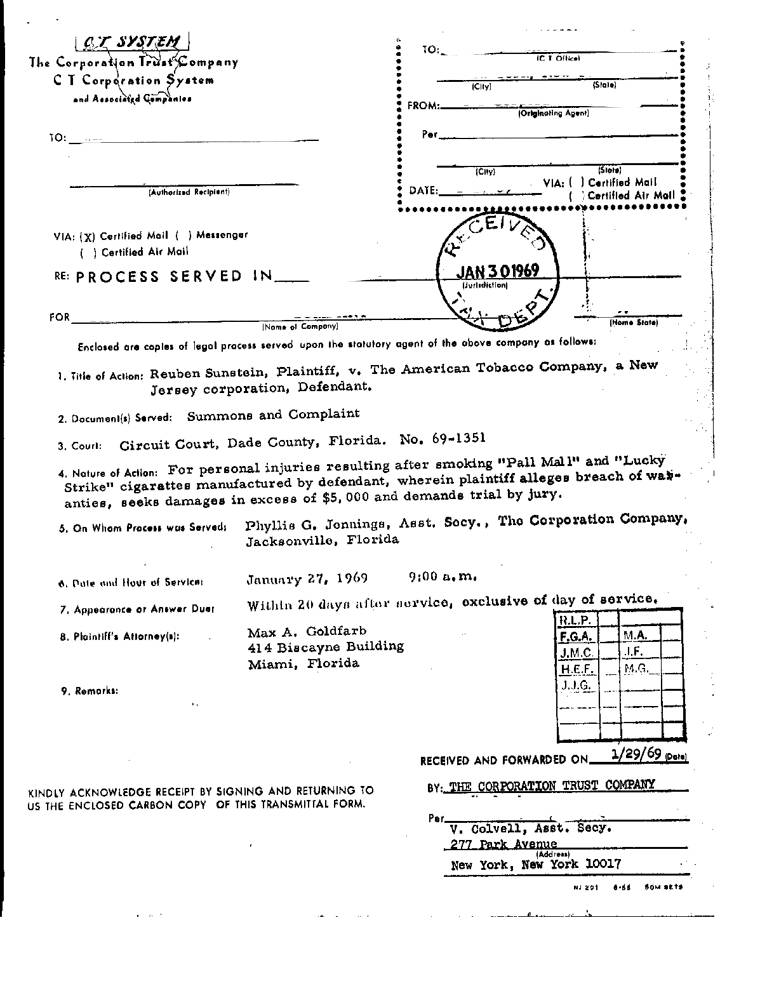 C T SYSTEM
The Corporation Trust Company
C T Corporation System
and Associated Companies
TO:
(C T Office)
(City) (State)
FROM:
(Originating Agent)
Per
(City) (State)
DATE: VIA: ( ) Certified Mail
( ) Certified Air Mail
TO:
(Authorized Recipient)
VIA: (X) Certified Mail ( ) Messenger
( ) Certified Air Mail
RECEIVED
JAN 30 1969
TAX DEPT.
RE: PROCESS SERVED IN
(Jurisdiction)
FOR
(Name of Company) (Home State)
Enclosed are copies of legal process served upon the statutory agent of the above company as follows:
1. Title of Action: Reuben Sunstein, Plaintiff, v. The American Tobacco Company, a New
Jersey corporation, Defendant.
2. Document(s) Served: Summons and Complaint
3. Court: Circuit Court, Dade County, Florida. No. 69-1351
4. Nature of Action: For personal injuries resulting after smoking "Pall Mall" and "Lucky
Strike" cigarattes manufactured by defendant, wherein plaintiff alleges breach of war-
anties, seeks damages in excess of $5,000 and demands trial by jury.
5. On Whom Process was Served: Phyllis G. Jonnings, Asst. Secy., The Corporation Company,
Jacksonville, Florida
6. Date and Hour of Service: January 27, 1969 9:00 a.m.
7. Appearance or Answer Due: Within 20 days after service, exclusive of day of service.
8. Plaintiff's Attorney(s): Max A. Goldfarb
414 Biscayne Building
Miami, Florida
9. Remarks:
R.L.P.
F.G.A. M.A.
J.M.C. J.F.
H.E.F. M.G.
J.J.G.
RECEIVED AND FORWARDED ON 1/29/69 (Date)
KINDLY ACKNOWLEDGE RECEIPT BY SIGNING AND RETURNING TO
US THE ENCLOSED CARBON COPY OF THIS TRANSMITTAL FORM.
BY: THE CORPORATION TRUST COMPANY
Per
V. Colvell, Asst. Secy.
277 Park Avenue
(Address)
New York, New York 10017
NJ 201 6-66 50M SETS